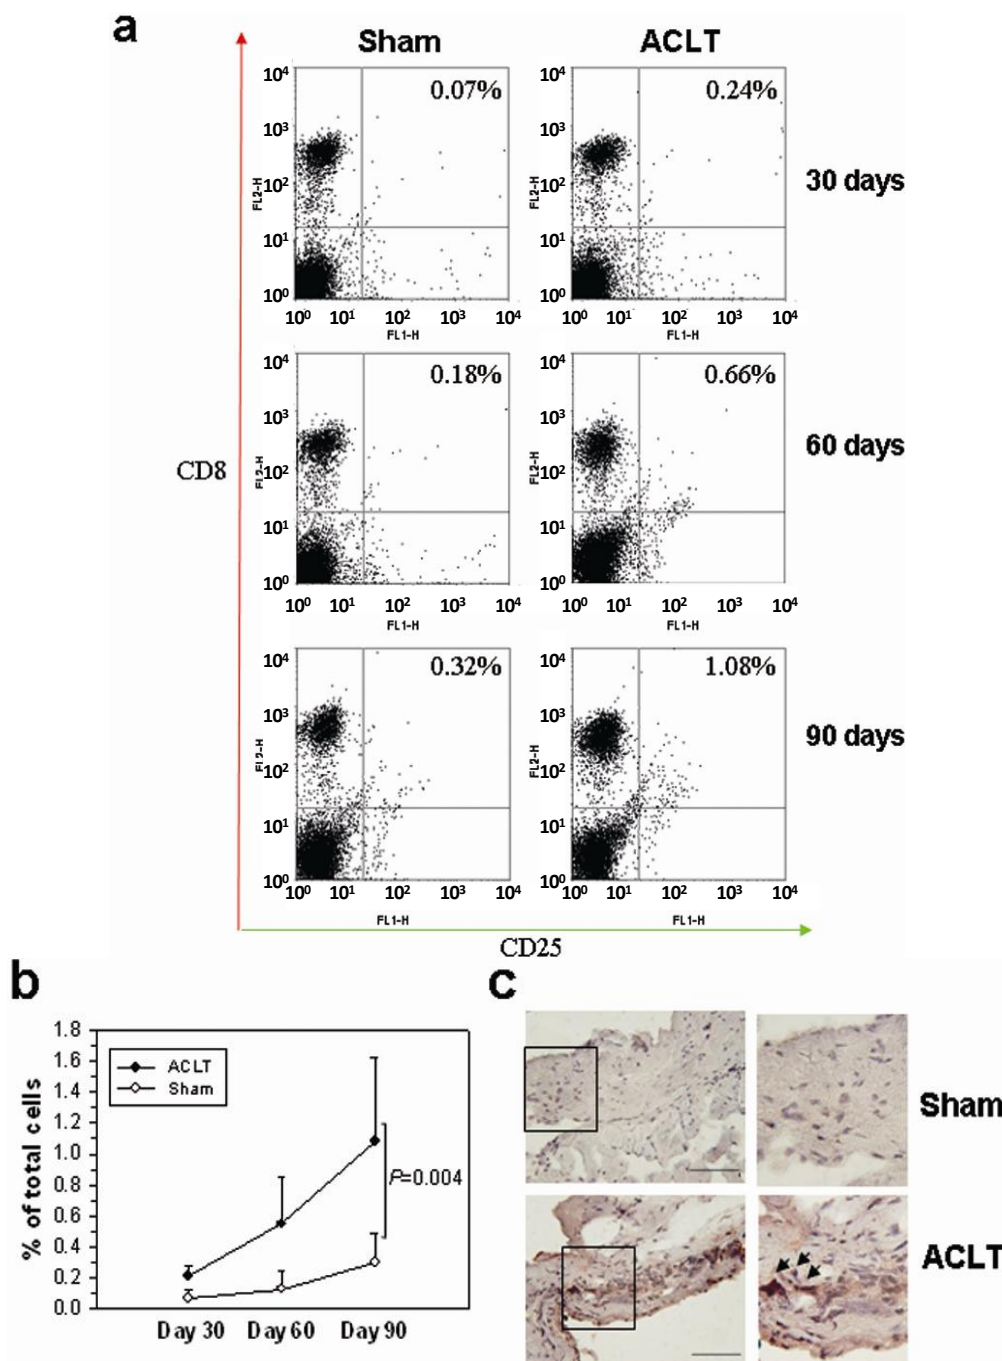 a
Sham ACLT
10⁴ 0.07% 10⁴ 0.24%
10³ 10³
30 days
FL2-H 10² FL2-H 10²
10¹ 10¹
10⁰ 10⁰
10⁰ 10¹ 10² 10³ 10⁴ 10⁰ 10¹ 10² 10³ 10⁴
FL1-H FL1-H
10⁴ 0.18% 10⁴ 0.66%
10³ 10³
60 days
CD8
FL2-H 10² FL2-H 10²
10¹ 10¹
10⁰ 10⁰
10⁰ 10¹ 10² 10³ 10⁴ 10⁰ 10¹ 10² 10³ 10⁴
FL1-H FL1-H
10⁴ 0.32% 10⁴ 1.08%
10³ 10³
90 days
FL2-H 10² FL2-H 10²
10¹ 10¹
10⁰ 10⁰
10⁰ 10¹ 10² 10³ 10⁴ 10⁰ 10¹ 10² 10³ 10⁴
FL1-H FL1-H
CD25
b
% of total cells
1.8
1.6
1.4
1.2
1.0
0.8
0.6
0.4
0.2
0.0
ACLT
Sham
P=0.004
Day 30 Day 60 Day 90
c
Sham
ACLT